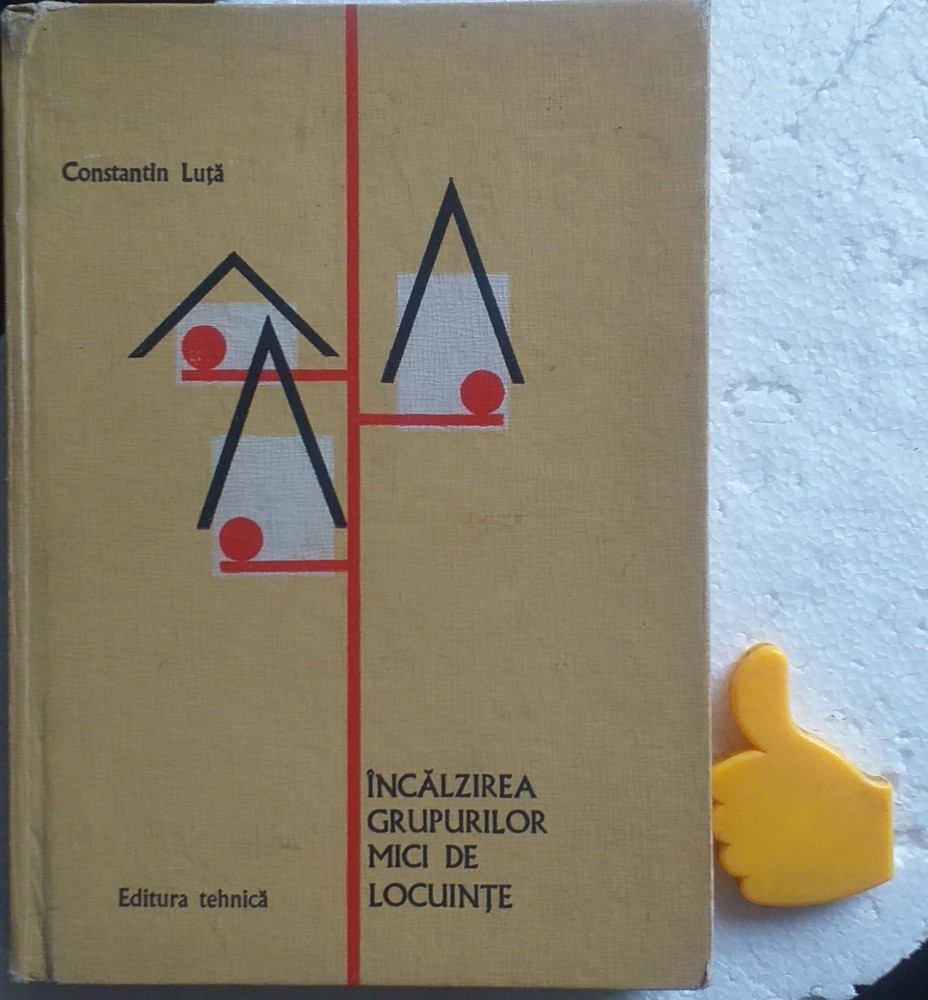 Constantin Luță
ÎNCĂLZIREA
GRUPURILOR
MICI DE
LOCUINȚE
Editura tehnică